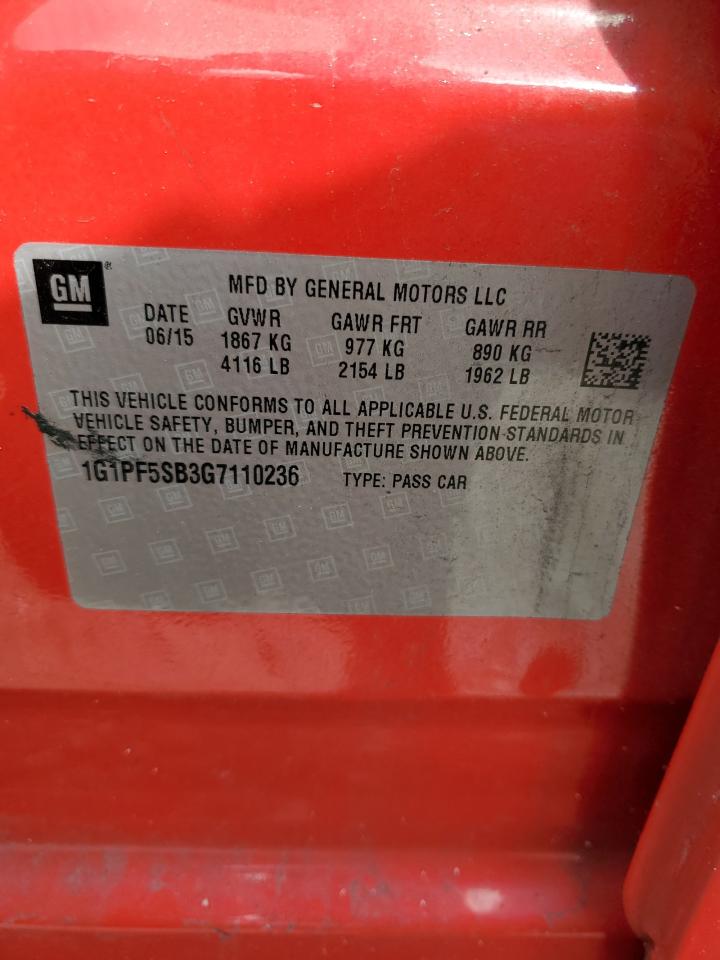 GM
MFD BY GENERAL MOTORS LLC
DATE GVWR GAWR FRT GAWR RR
06/15 1867 KG 977 KG 890 KG
4116 LB 2154 LB 1962 LB
THIS VEHICLE CONFORMS TO ALL APPLICABLE U.S. FEDERAL MOTOR
VEHICLE SAFETY, BUMPER, AND THEFT PREVENTION STANDARDS IN
EFFECT ON THE DATE OF MANUFACTURE SHOWN ABOVE.
1G1PF5SB3G7110236 TYPE: PASS CAR